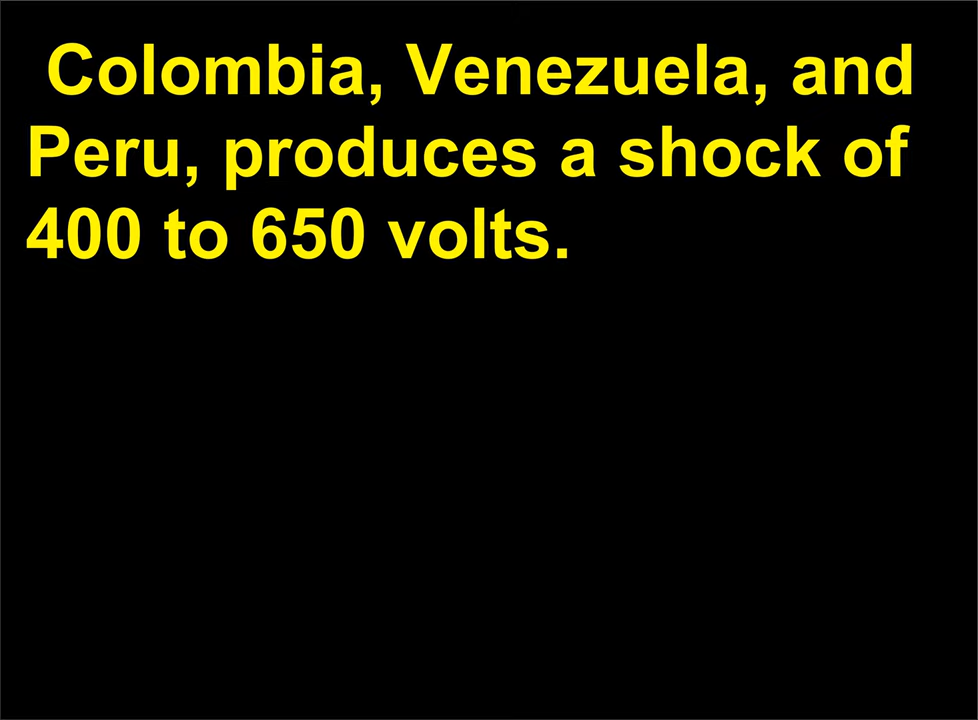 Colombia, Venezuela, and
Peru, produces a shock of
400 to 650 volts.